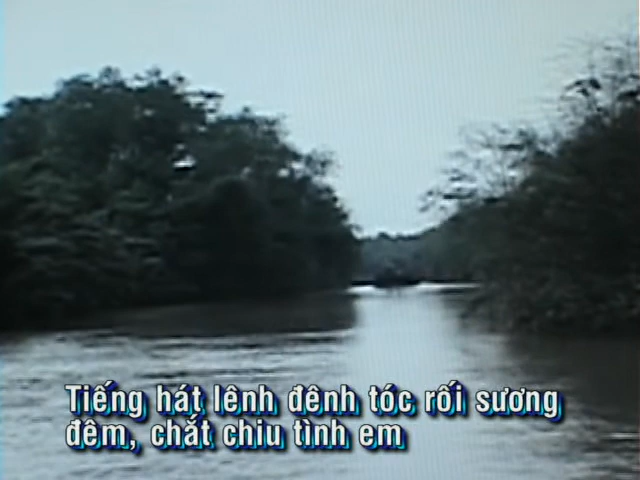 Tiếng hát lênh đênh tóc rối sương
đêm, chắt chiu tình em